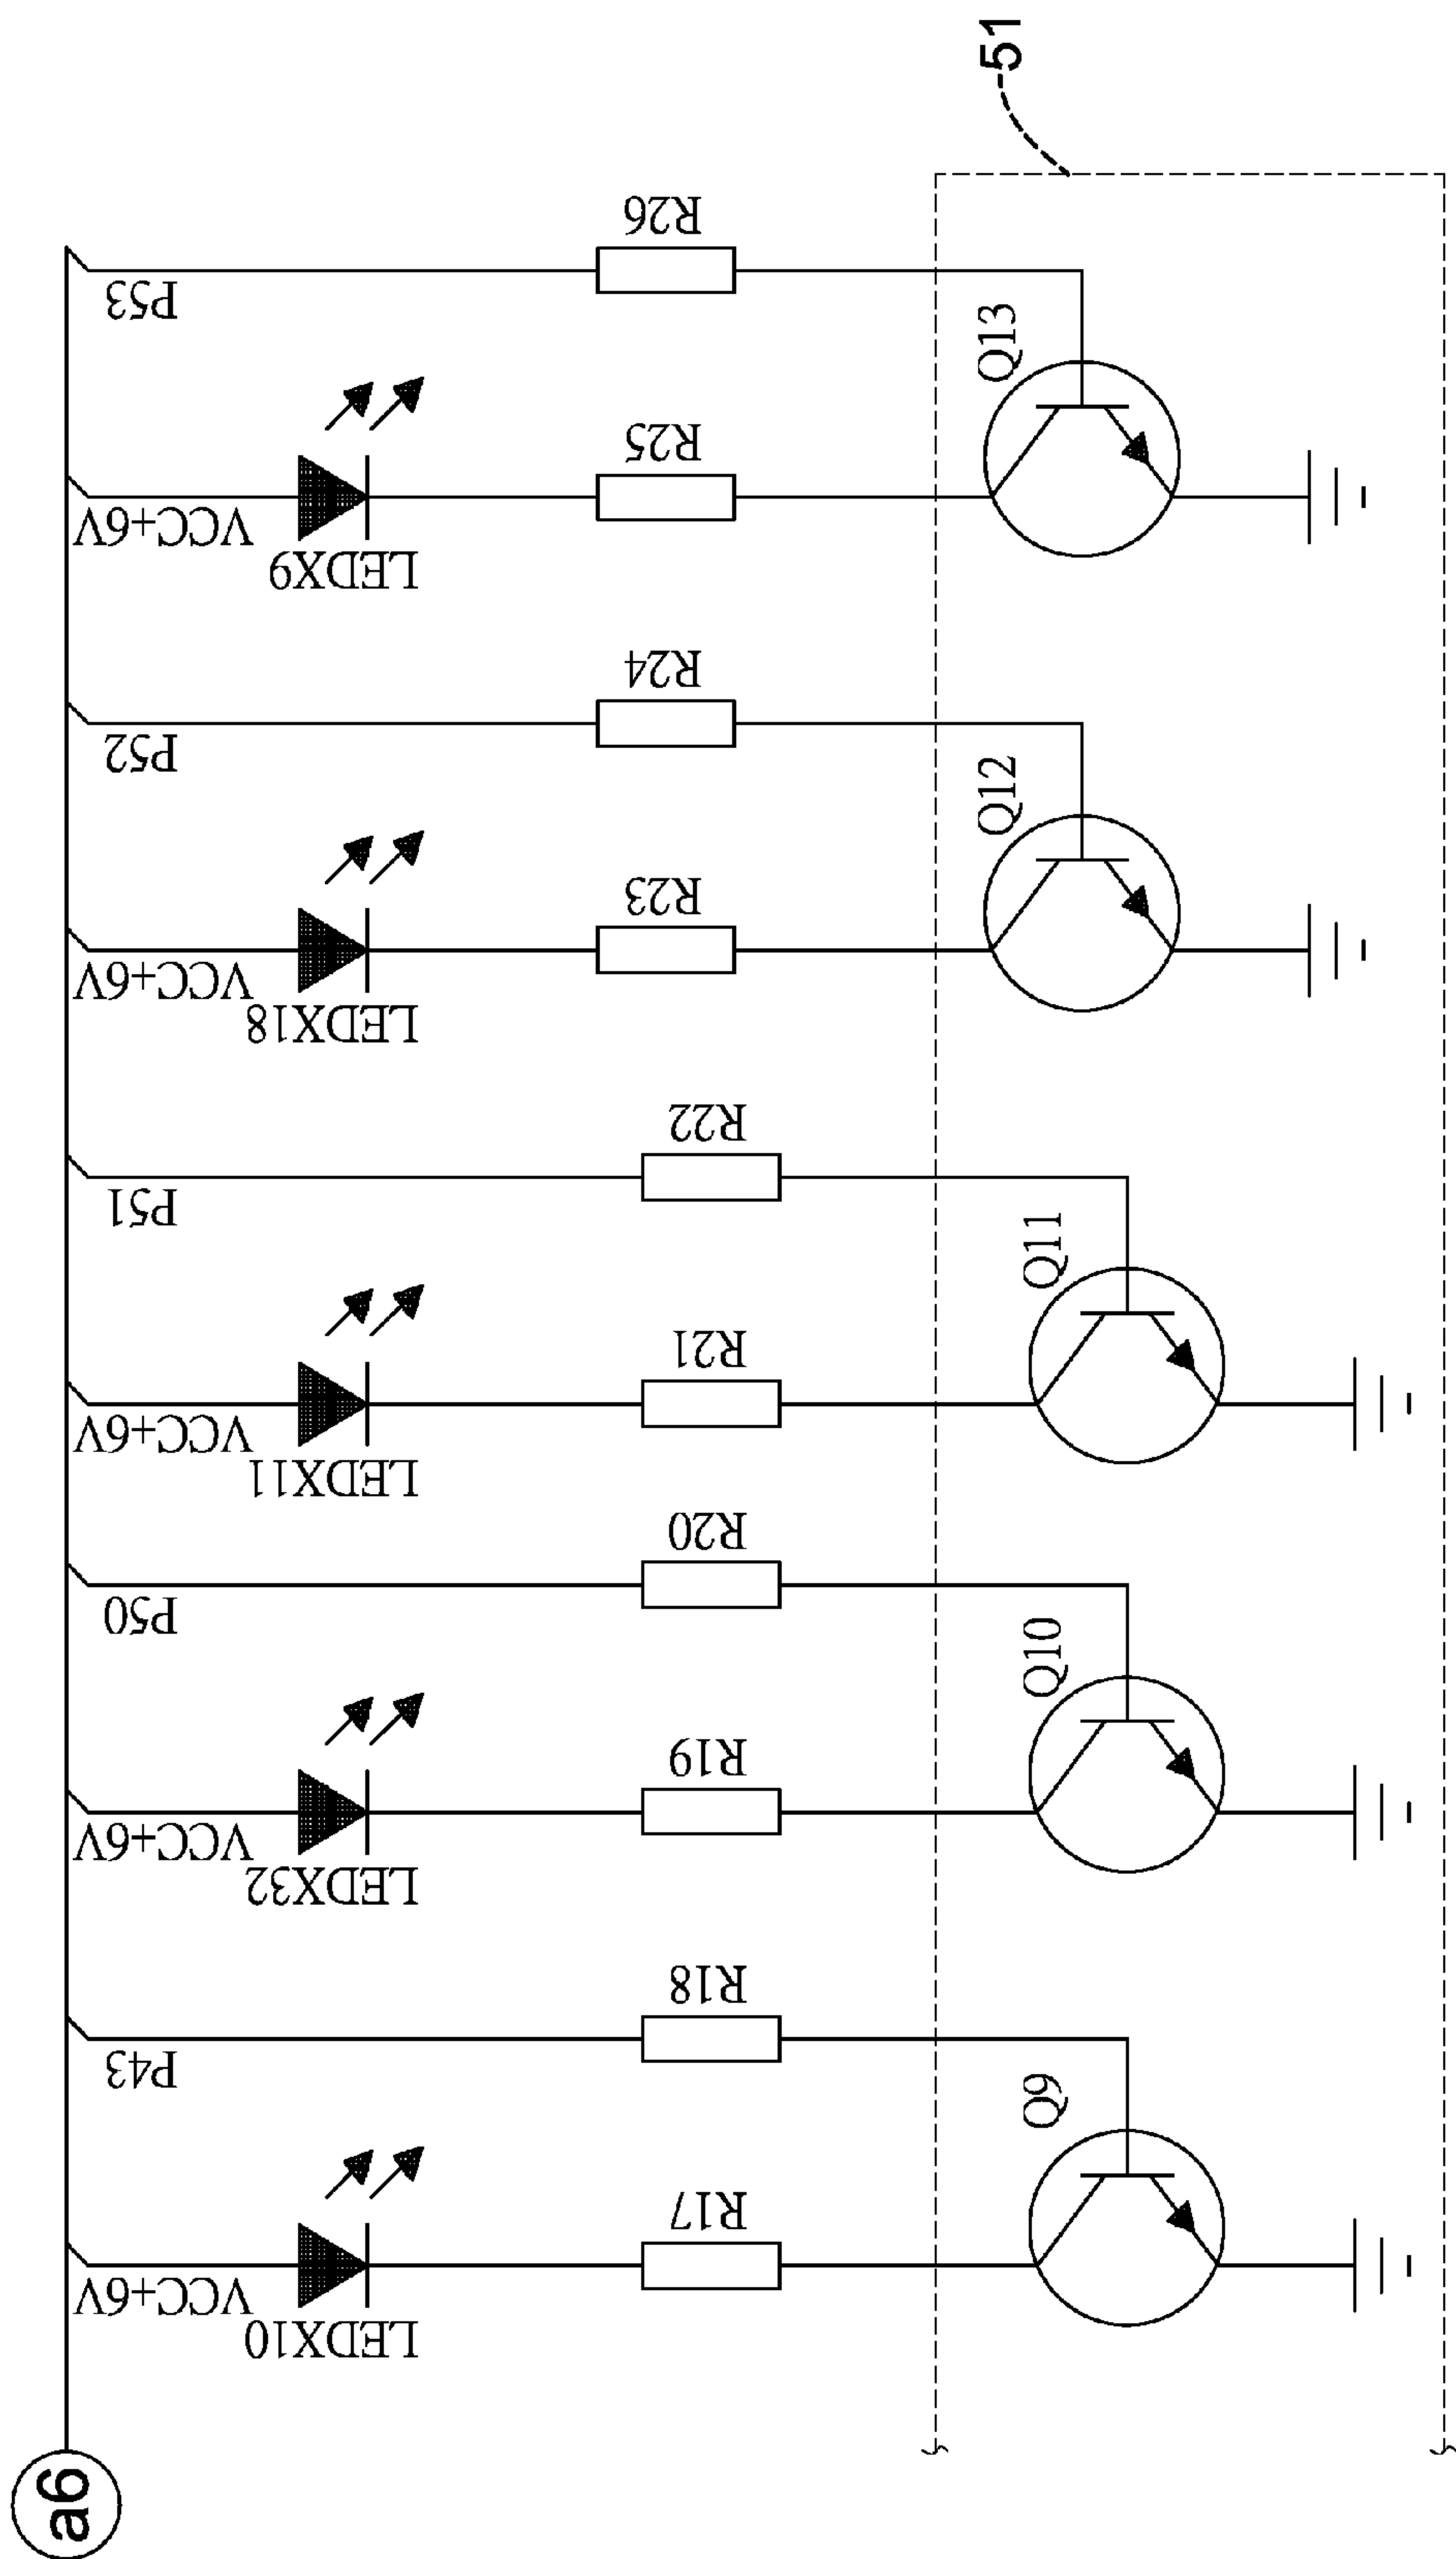 51
P53
R26
Q13
VCC+6V
LEDX9
R25
P52
R24
Q12
VCC+6V
LEDX18
R23
P51
R22
Q11
VCC+6V
LEDX11
R21
P50
R20
Q10
VCC+6V
LEDX32
R19
P43
R18
Q9
VCC+6V
LEDX10
R17
a6